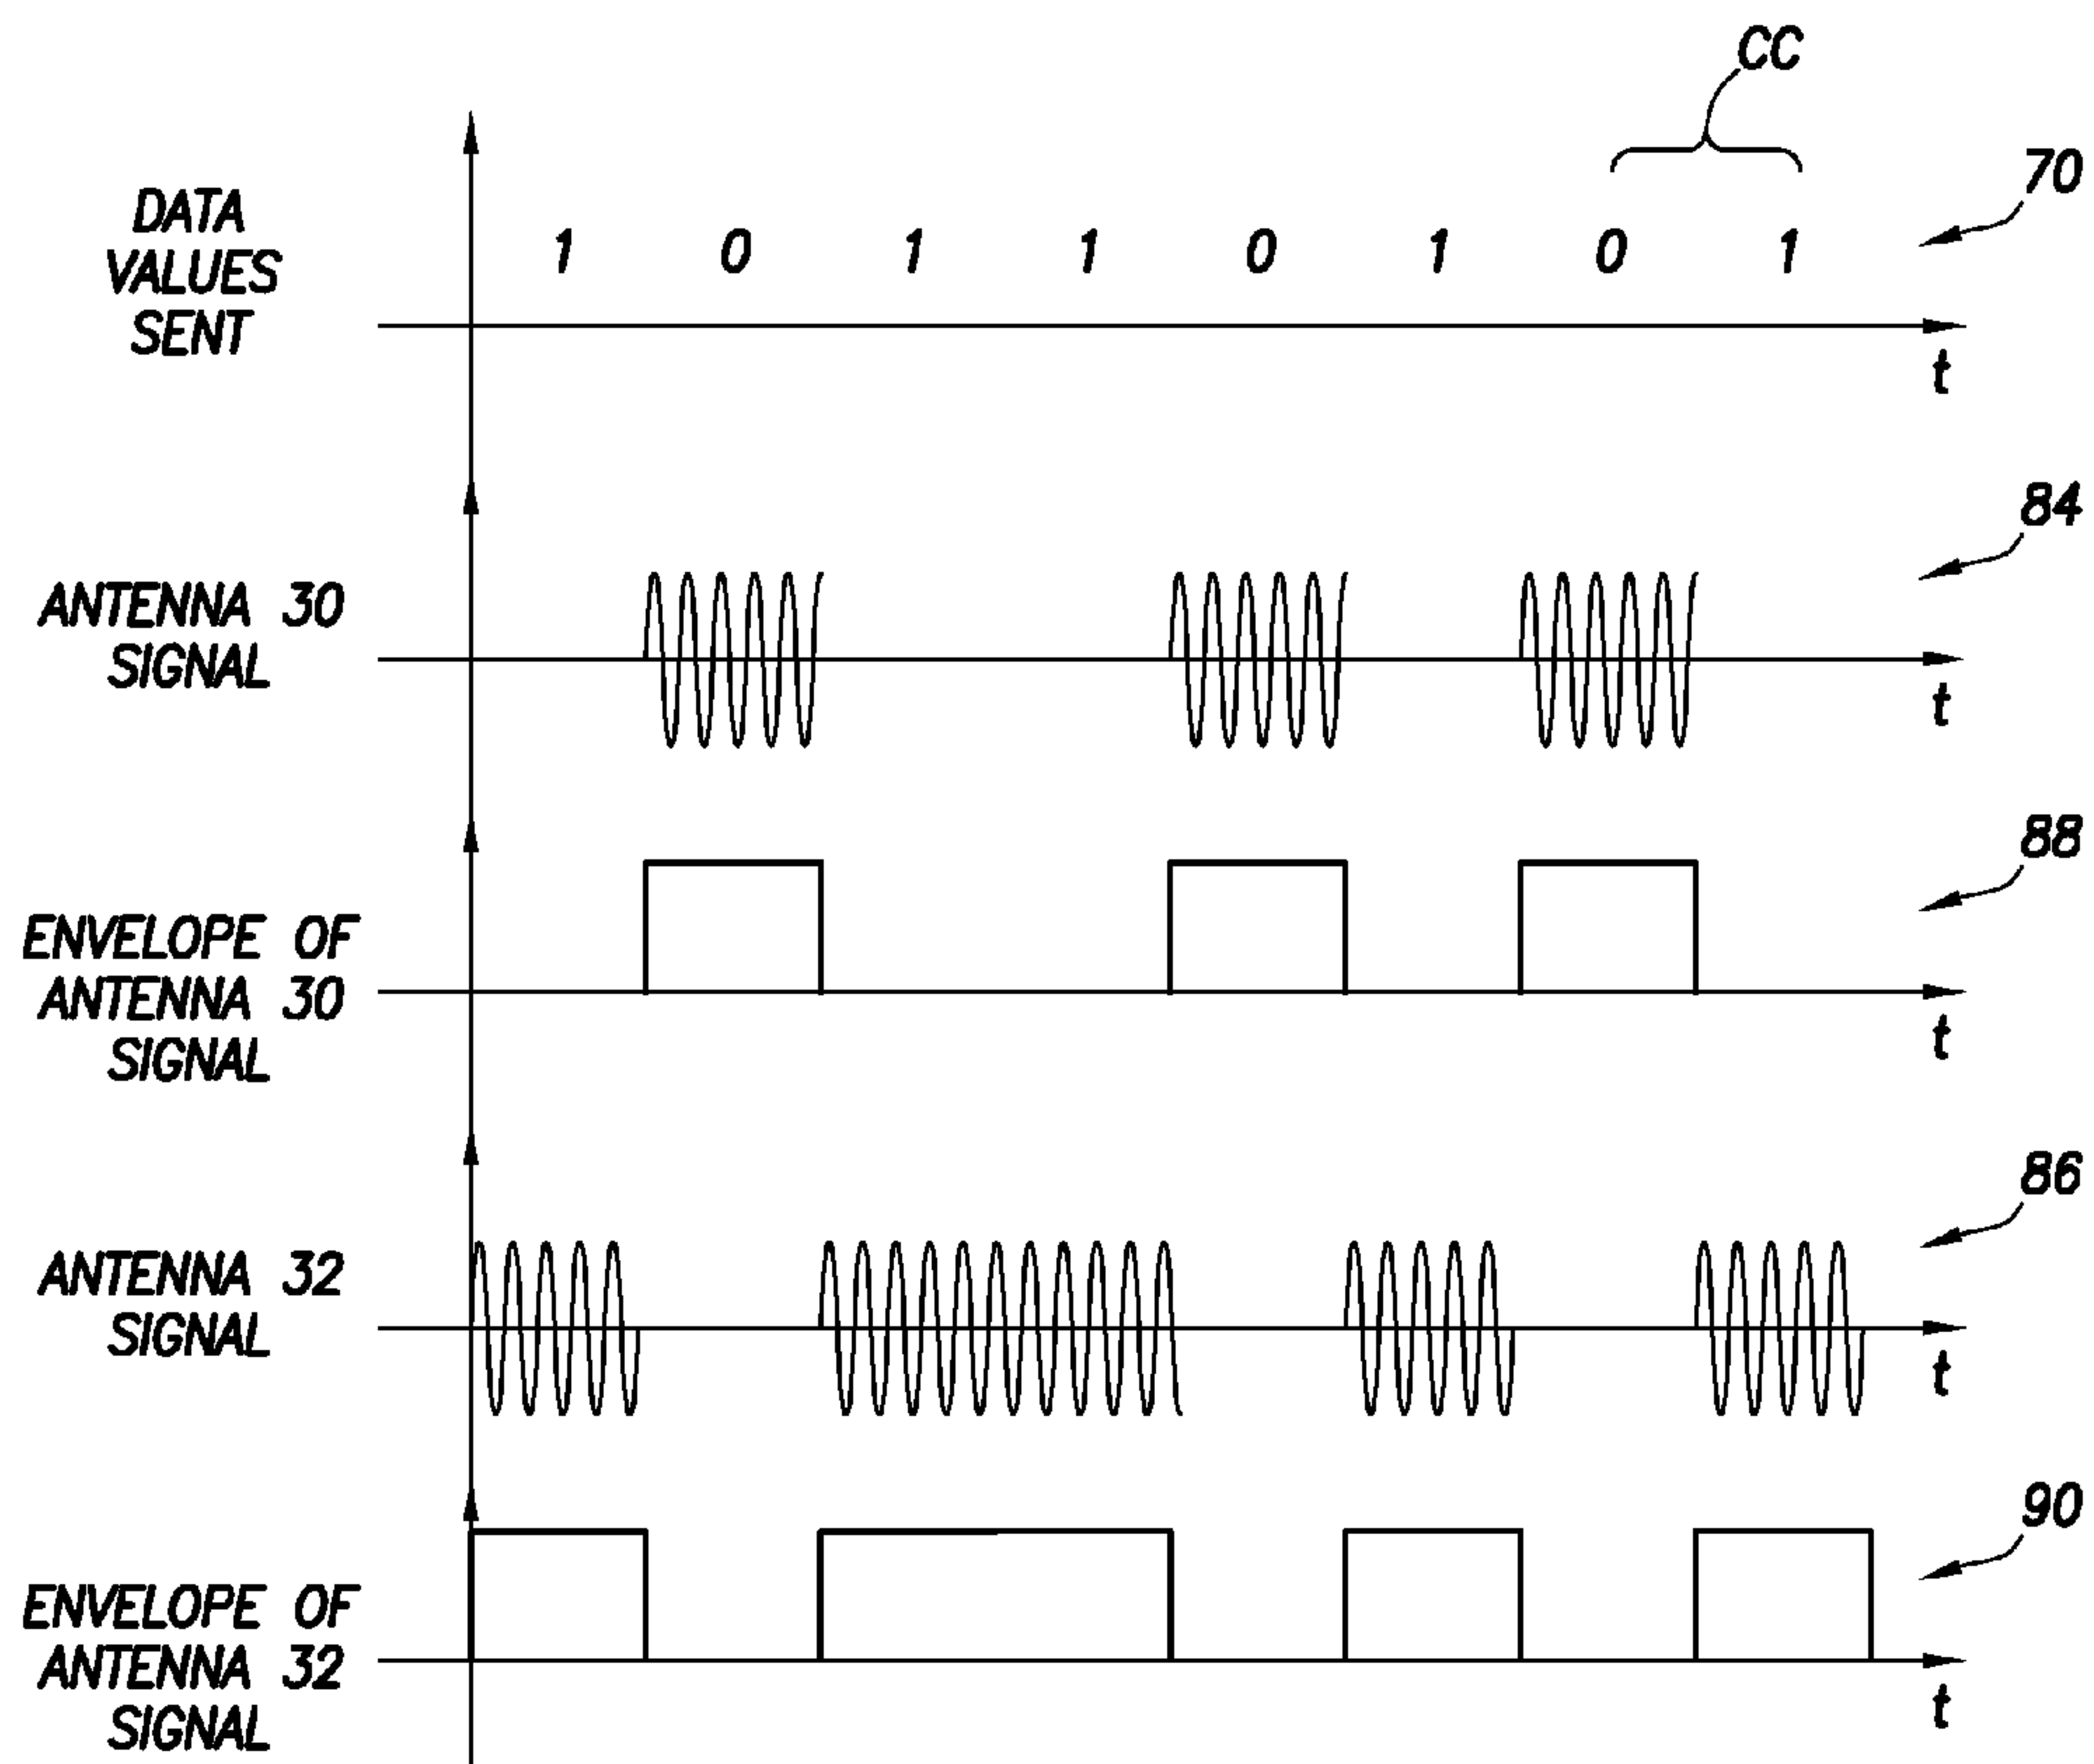 CC
70
DATA
VALUES
SENT
1 0 1 1 0 1 0 1
t
84
ANTENNA 30
SIGNAL
t
88
ENVELOPE OF
ANTENNA 30
SIGNAL
t
86
ANTENNA 32
SIGNAL
t
90
ENVELOPE OF
ANTENNA 32
SIGNAL
t